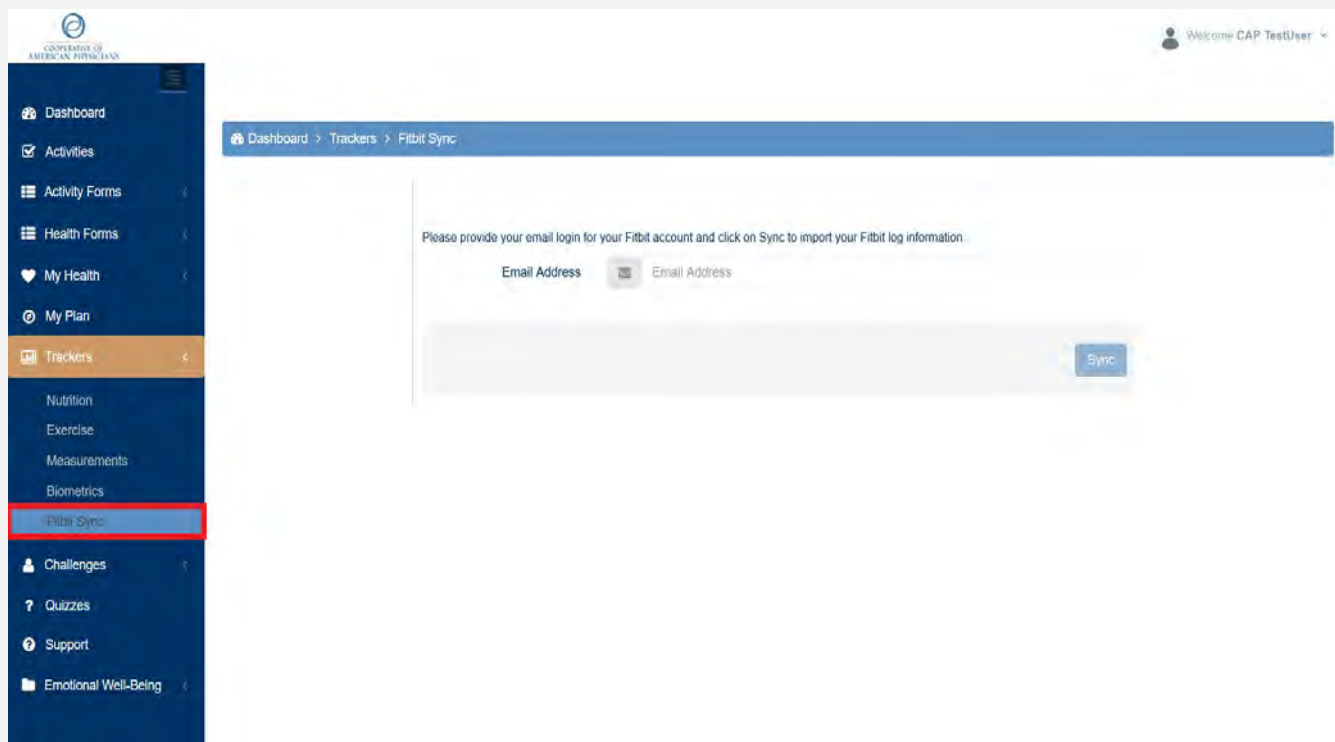 COOPERATIVE OF
AMERICAN PHYSICIANS
Welcome CAP TestUser
Dashboard
Activities
Activity Forms
Health Forms
My Health
My Plan
Trackers
Nutrition
Exercise
Measurements
Biometrics
Fitbit Sync
Challenges
? Quizzes
Support
Emotional Well-Being
Dashboard > Trackers > Fitbit Sync
Please provide your email login for your Fitbit account and click on Sync to import your Fitbit log information
Email Address Email Address
Sync